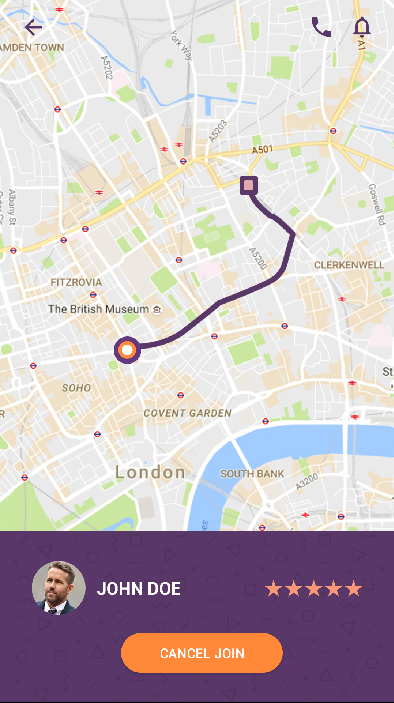 AMDEN TOWN
York Way
A5202
A1
A5203
A501
Albany St
Goswell Rd
A5200
CLERKENWELL
FITZROVIA
The British Museum
St
SOHO
COVENT GARDEN
London
SOUTH BANK
A3200
JOHN DOE
CANCEL JOIN